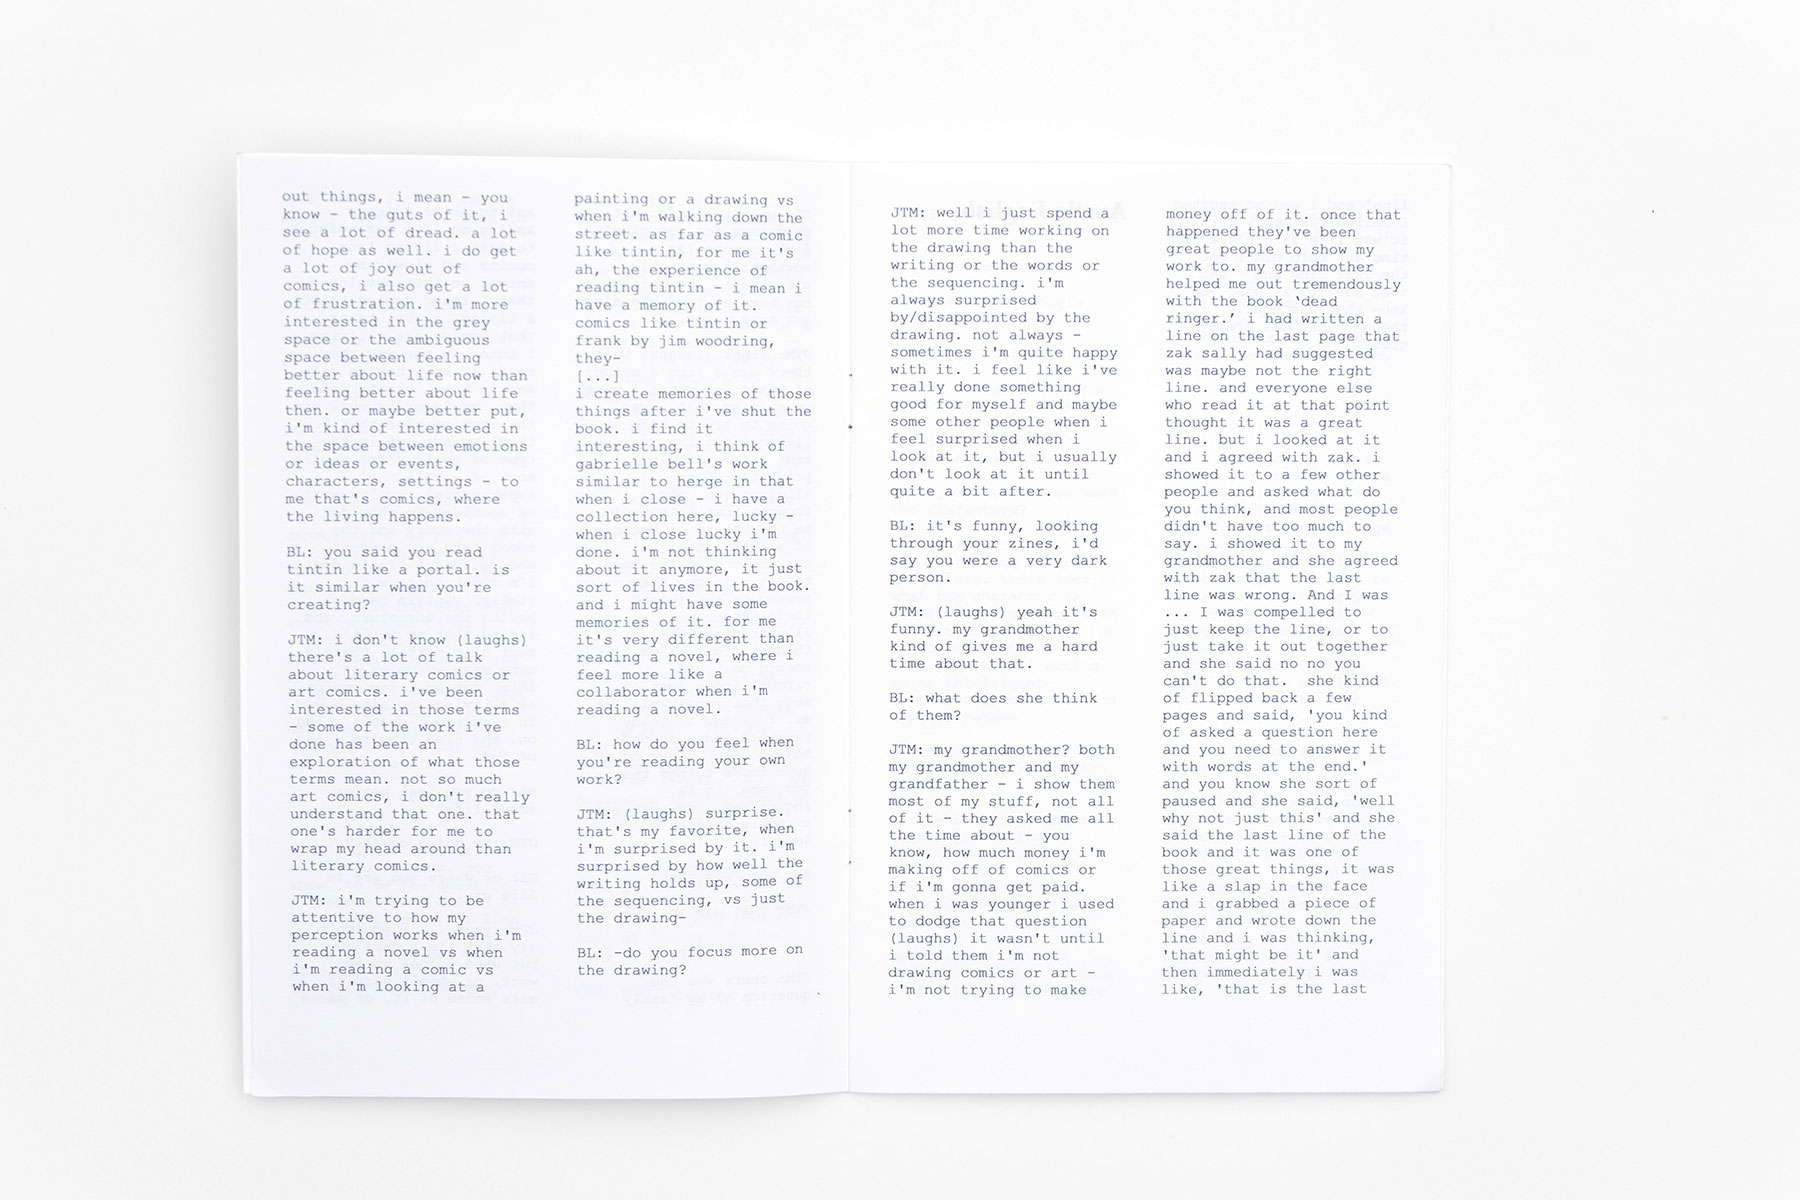 out things, i mean - you
know - the guts of it, i
see a lot of dread. a lot
of hope as well. i do get
a lot of joy out of
comics, i also get a lot
of frustration. i'm more
interested in the grey
space or the ambiguous
space between feeling
better about life now than
feeling better about life
then. or maybe better put,
i'm kind of interested in
the space between emotions
or ideas or events,
characters, settings - to
me that's comics, where
the living happens.
BL: you said you read
tintin like a portal. is
it similar when you're
creating?
JTM: i don't know (laughs)
there's a lot of talk
about literary comics or
art comics. i've been
interested in those terms
- some of the work i've
done has been an
exploration of what those
terms mean. not so much
art comics, i don't really
understand that one. that
one's harder for me to
wrap my head around than
literary comics.
JTM: i'm trying to be
attentive to how my
perception works when i'm
reading a novel vs when
i'm reading a comic vs
when i'm looking at a
painting or a drawing vs
when i'm walking down the
street. as far as a comic
like tintin, for me it's
ah, the experience of
reading tintin - i mean i
have a memory of it.
comics like tintin or
frank by jim woodring,
they-
[...]
i create memories of those
things after i've shut the
book. i find it
interesting, i think of
gabrielle bell's work
similar to herge in that
when i close - i have a
collection here, lucky -
when i close lucky i'm
done. i'm not thinking
about it anymore, it just
sort of lives in the book.
and i might have some
memories of it. for me
it's very different than
reading a novel, where i
feel more like a
collaborator when i'm
reading a novel.
BL: how do you feel when
you're reading your own
work?
JTM: (laughs) surprise.
that's my favorite, when
i'm surprised by it. i'm
surprised by how well the
writing holds up, some of
the sequencing, vs just
the drawing-
BL: -do you focus more on
the drawing?
JTM: well i just spend a
lot more time working on
the drawing than the
writing or the words or
the sequencing. i'm
always surprised
by/disappointed by the
drawing. not always -
sometimes i'm quite happy
with it. i feel like i've
really done something
good for myself and maybe
some other people when i
feel surprised when i
look at it, but i usually
don't look at it until
quite a bit after.
BL: it's funny, looking
through your zines, i'd
say you were a very dark
person.
JTM: (laughs) yeah it's
funny. my grandmother
kind of gives me a hard
time about that.
BL: what does she think
of them?
JTM: my grandmother? both
my grandmother and my
grandfather - i show them
most of my stuff, not all
of it - they asked me all
the time about - you
know, how much money i'm
making off of comics or
if i'm gonna get paid.
when i was younger i used
to dodge that question
(laughs) it wasn't until
i told them i'm not
drawing comics or art -
i'm not trying to make
money off of it. once that
happened they've been
great people to show my
work to. my grandmother
helped me out tremendously
with the book ‘dead
ringer.’ i had written a
line on the last page that
zak sally had suggested
was maybe not the right
line. and everyone else
who read it at that point
thought it was a great
line. but i looked at it
and i agreed with zak. i
showed it to a few other
people and asked what do
you think, and most people
didn't have too much to
say. i showed it to my
grandmother and she agreed
with zak that the last
line was wrong. And I was
... I was compelled to
just keep the line, or to
just take it out together
and she said no no you
can't do that.  she kind
of flipped back a few
pages and said, 'you kind
of asked a question here
and you need to answer it
with words at the end.'
and you know she sort of
paused and she said, 'well
why not just this' and she
said the last line of the
book and it was one of
those great things, it was
like a slap in the face
and i grabbed a piece of
paper and wrote down the
line and i was thinking,
'that might be it' and
then immediately i was
like, 'that is the last